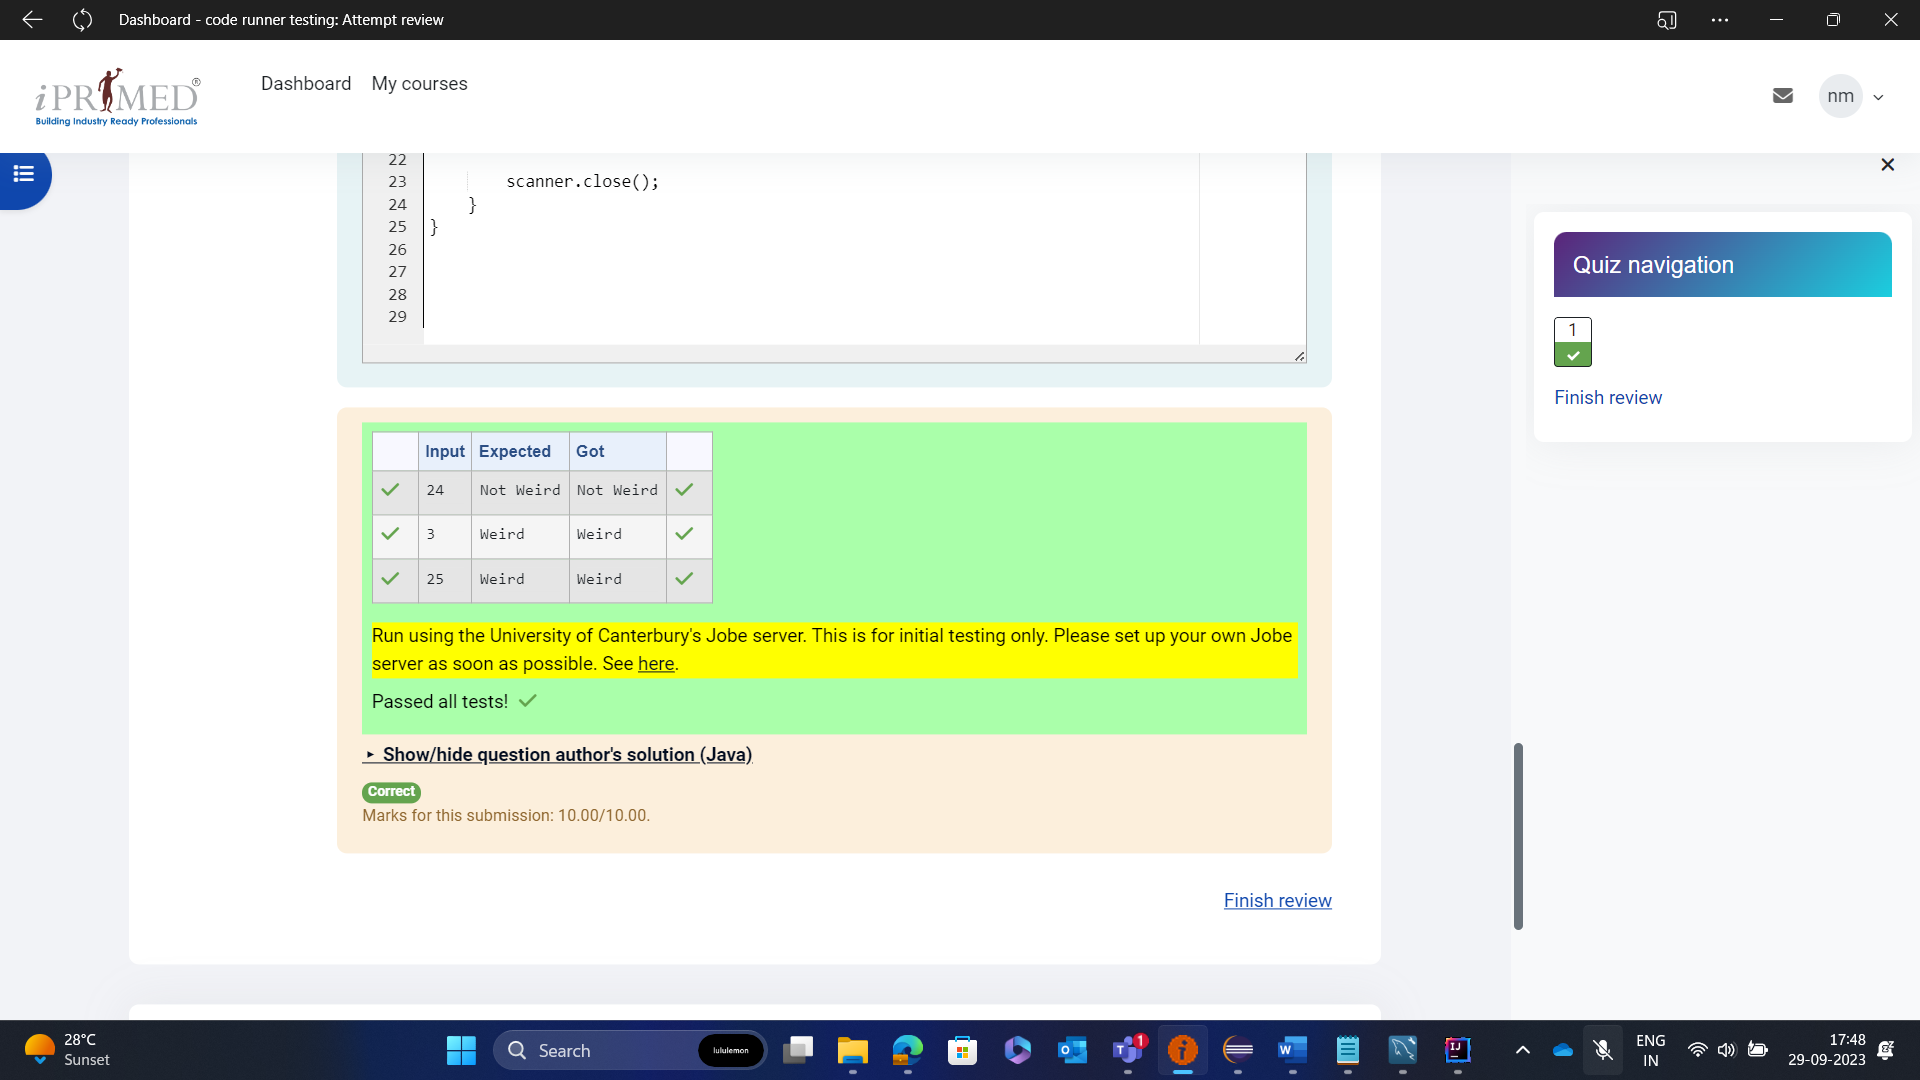 Dashboard - code runner testing: Attempt review
iPRIMED®
Building Industry Ready Professionals
Dashboard My courses
nm
22
23 scanner.close();
24 }
25 }
26
27
28
29
Input Expected Got
24 Not Weird Not Weird
3 Weird Weird
25 Weird Weird
Run using the University of Canterbury's Jobe server. This is for initial testing only. Please set up your own Jobe
server as soon as possible. See here.
Passed all tests!
Show/hide question author's solution (Java)
Correct
Marks for this submission: 10.00/10.00.
Finish review
Quiz navigation
1
Finish review
28°C
Sunset
Search
lululemon
1
ENG
IN
17:48
29-09-2023